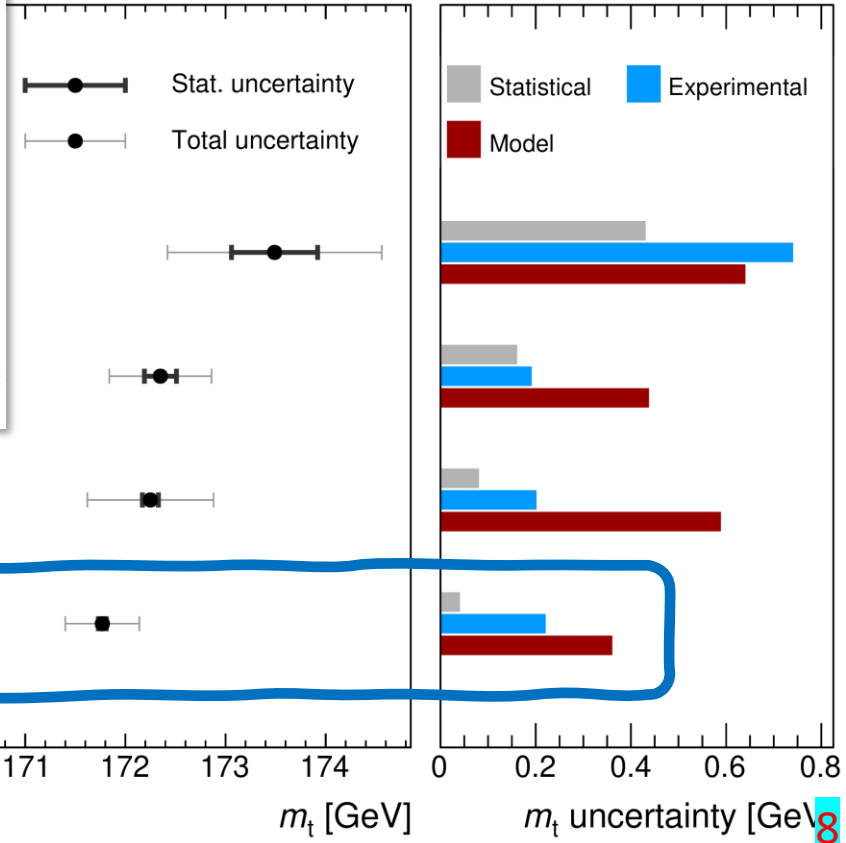 Stat. uncertainty
Total uncertainty
Statistical Experimental
Model
171 172 173 174
0 0.2 0.4 0.6 0.8
mt [GeV]
mt uncertainty [GeV
8